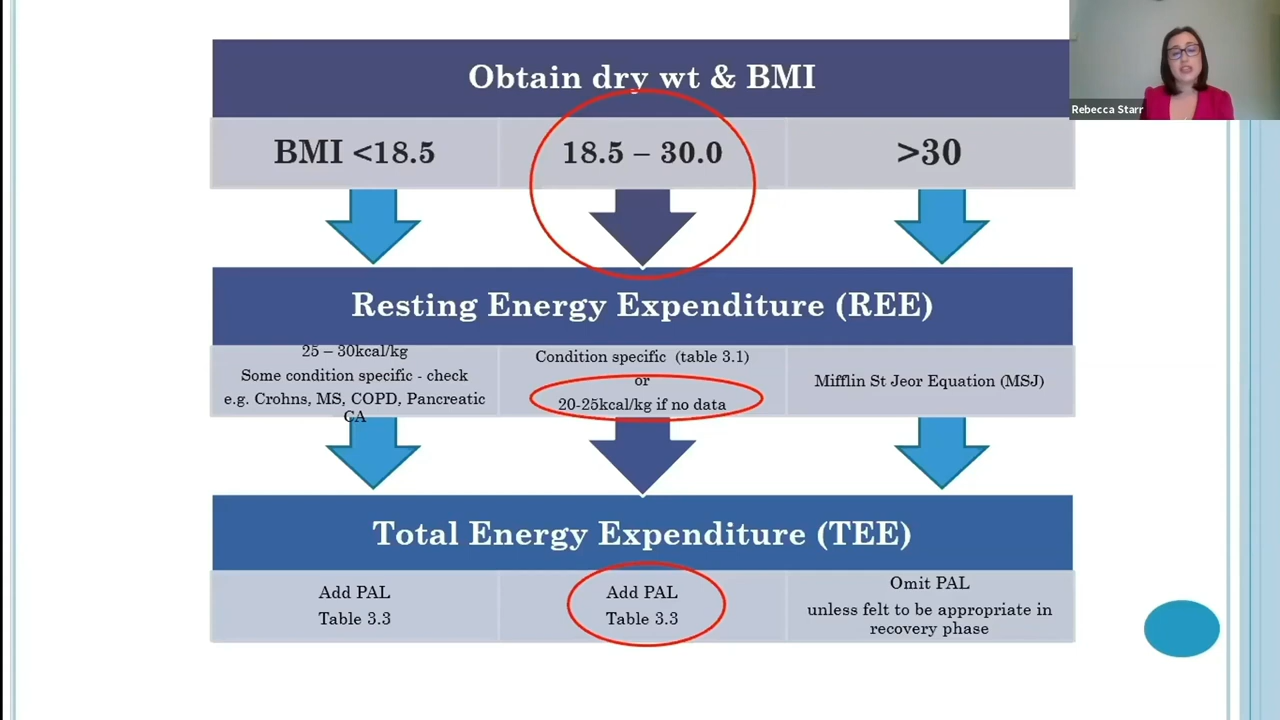 Obtain dry wt & BMI
Rebecca Starr
BMI <18.5
18.5 – 30.0
>30
Resting Energy Expenditure (REE)
25 – 30kcal/kg
Some condition specific - check
e.g. Crohns, MS, COPD, Pancreatic
CA
Condition specific (table 3.1)
or
20-25kcal/kg if no data
Mifflin St Jeor Equation (MSJ)
Total Energy Expenditure (TEE)
Add PAL
Table 3.3
Add PAL
Table 3.3
Omit PAL
unless felt to be appropriate in
recovery phase